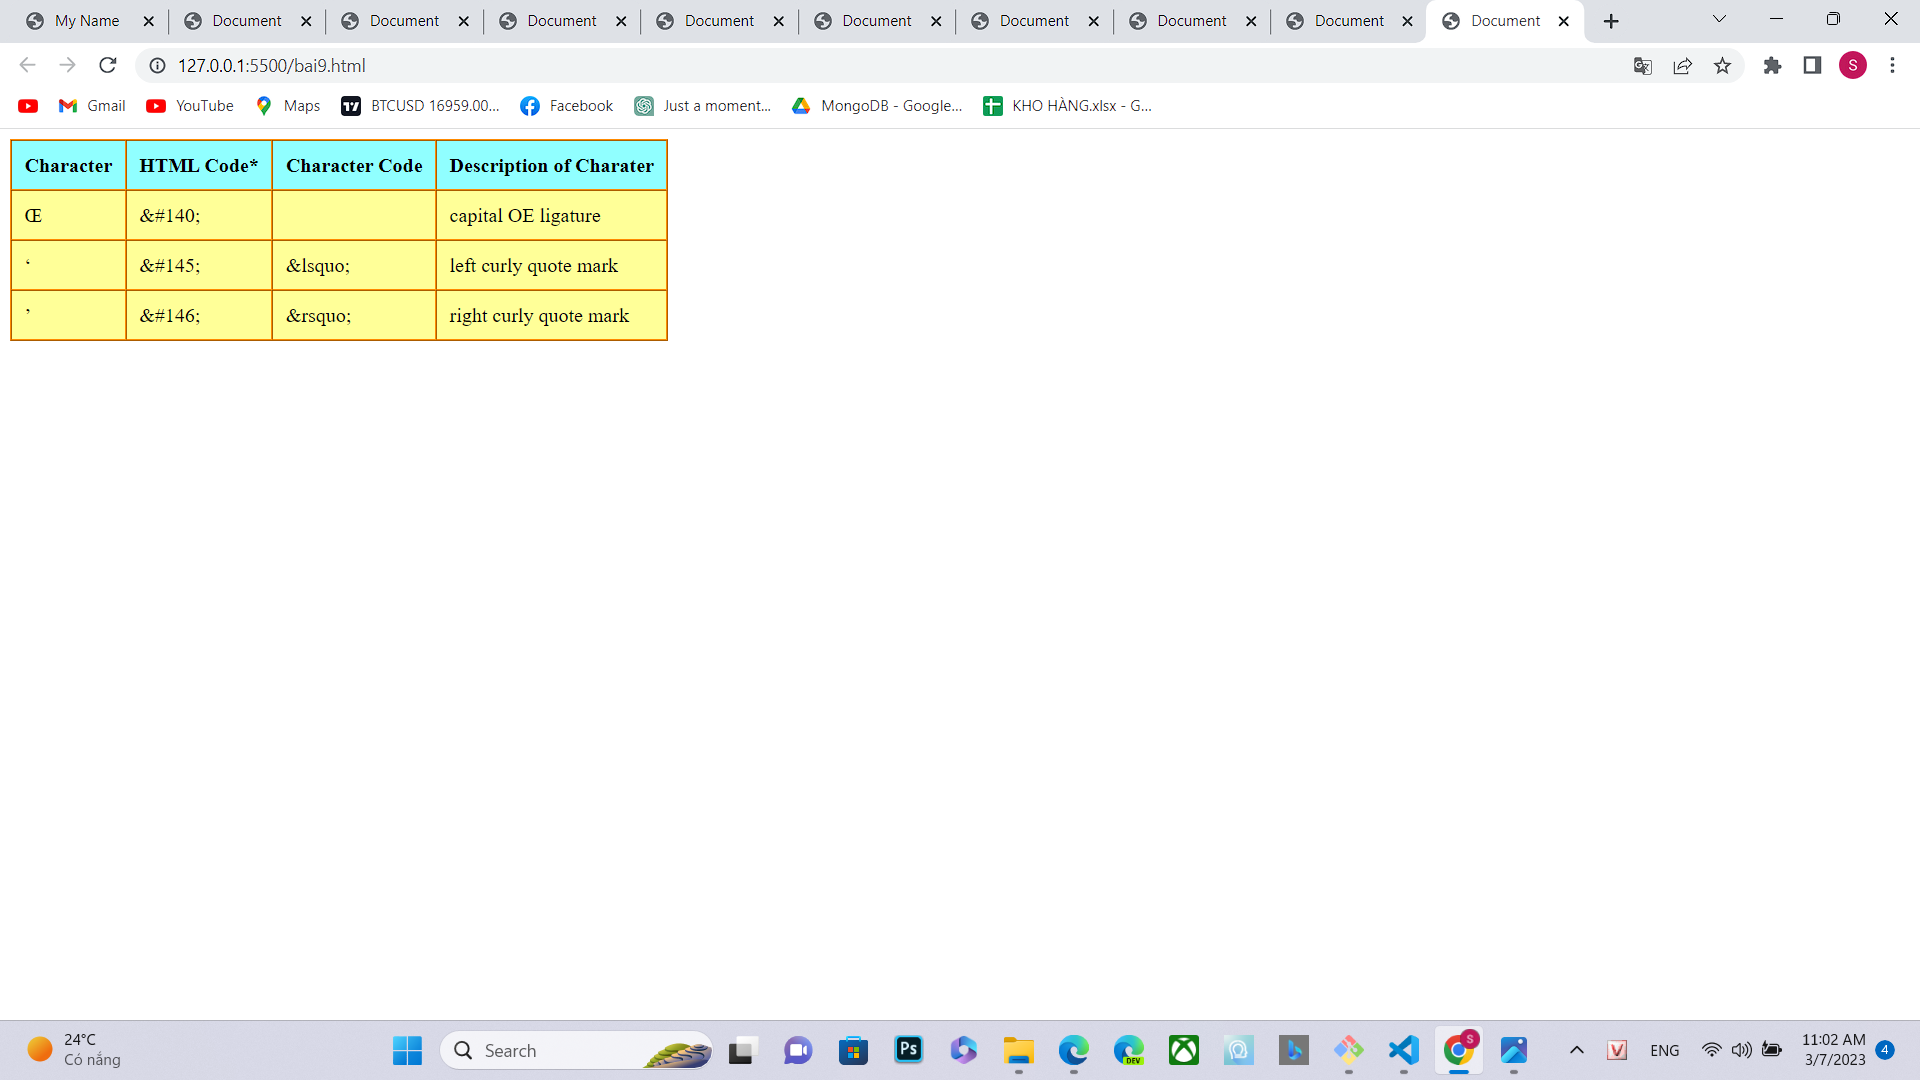 My Name Document Document Document Document Document Document Document Document Document
127.0.0.1:5500/bai9.html
S
Gmail YouTube Maps BTCUSD 16959.00... Facebook Just a moment... MongoDB - Google... KHO HÀNG.xlsx - G...
Character HTML Code* Character Code Description of Charater
Œ &#140; capital OE ligature
‘ &#145; &lsquo; left curly quote mark
’ &#146; &rsquo; right curly quote mark
24°C
Có nắng
Search
Ps
DEV
S
V
ENG
11:02 AM
3/7/2023
4